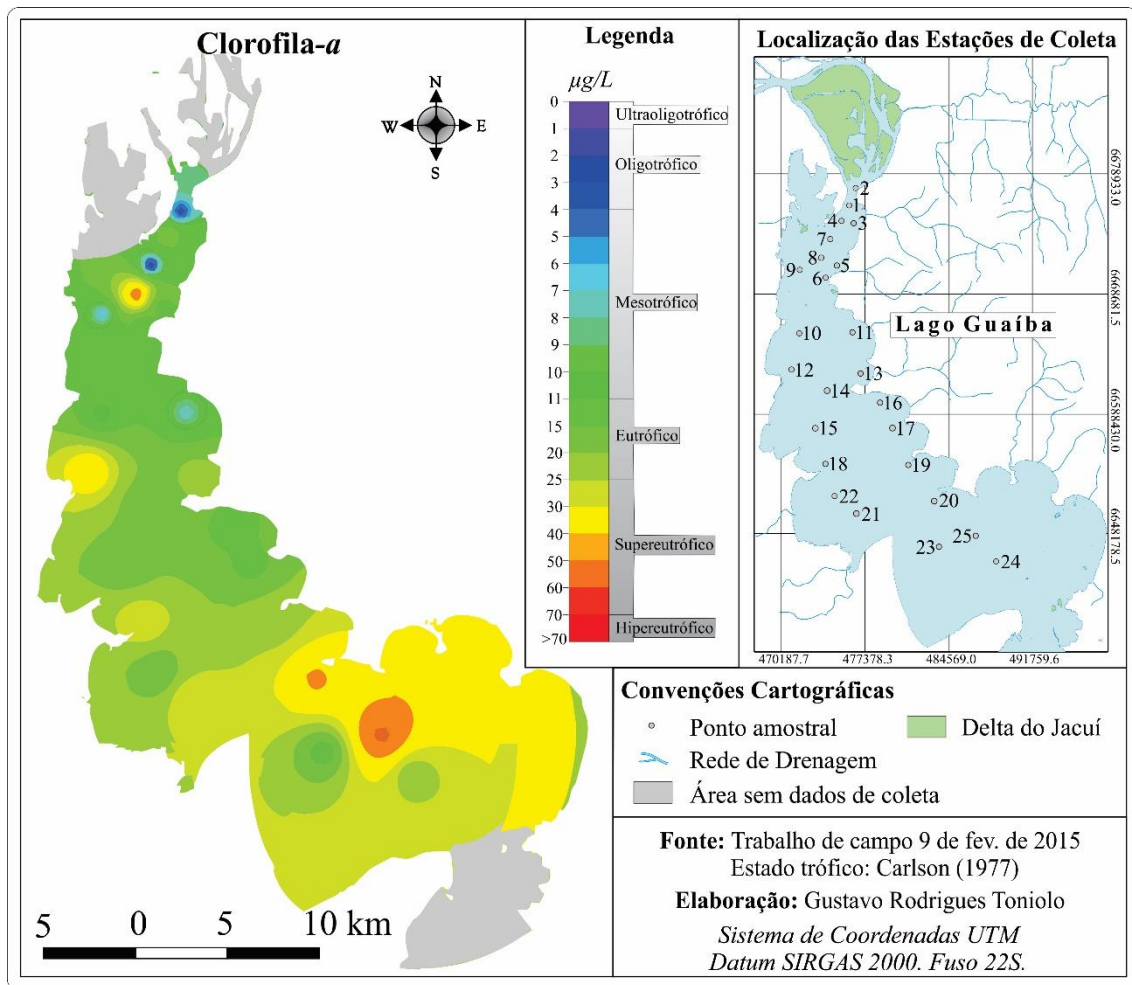 Clorofila-a
N
W E
S
5 0 5 10 km
Legenda
µg/L
0
1
2
3
4
5
6
7
8
9
10
11
15
20
25
30
40
50
60
70
>70
Ultraoligotrófico
Oligotrófico
Mesotrófico
Eutrófico
Supereutrófico
Hipereutrófico
Localização das Estações de Coleta
2
1
4 3
7
8
9 5
6
10 11
12 13
14
16
15 17
18 19
22 20
21
25
23
24
Lago Guaíba
6678933.0
6668681.5
66588430.0
6648178.5
470187.7 477378.3 484569.0 491759.6
Convenções Cartográficas
Ponto amostral Delta do Jacuí
Rede de Drenagem
Área sem dados de coleta
Fonte: Trabalho de campo 9 de fev. de 2015
Estado trófico: Carlson (1977)
Elaboração: Gustavo Rodrigues Toniolo
Sistema de Coordenadas UTM
Datum SIRGAS 2000. Fuso 22S.